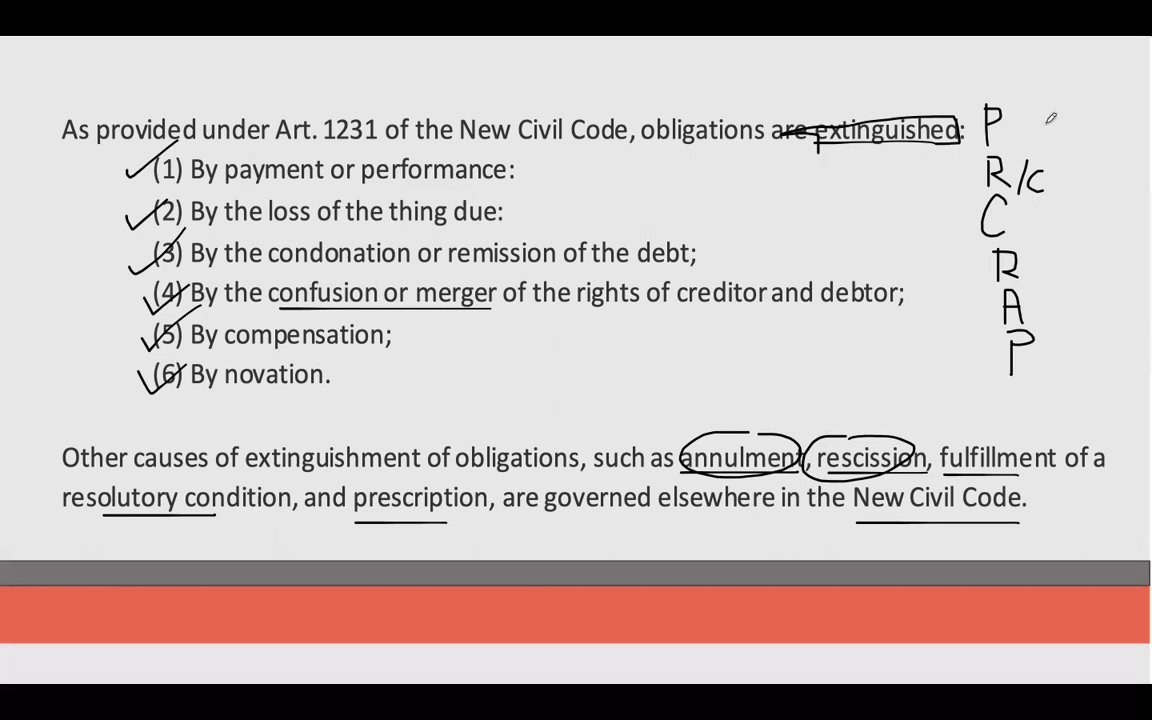 As provided under Art. 1231 of the New Civil Code, obligations are extinguished: P
(1) By payment or performance: R/C
(2) By the loss of the thing due: C
(3) By the condonation or remission of the debt; R
(4) By the confusion or merger of the rights of creditor and debtor; A
(5) By compensation; P
(6) By novation.
Other causes of extinguishment of obligations, such as annulment, rescission, fulfillment of a
resolutory condition, and prescription, are governed elsewhere in the New Civil Code.